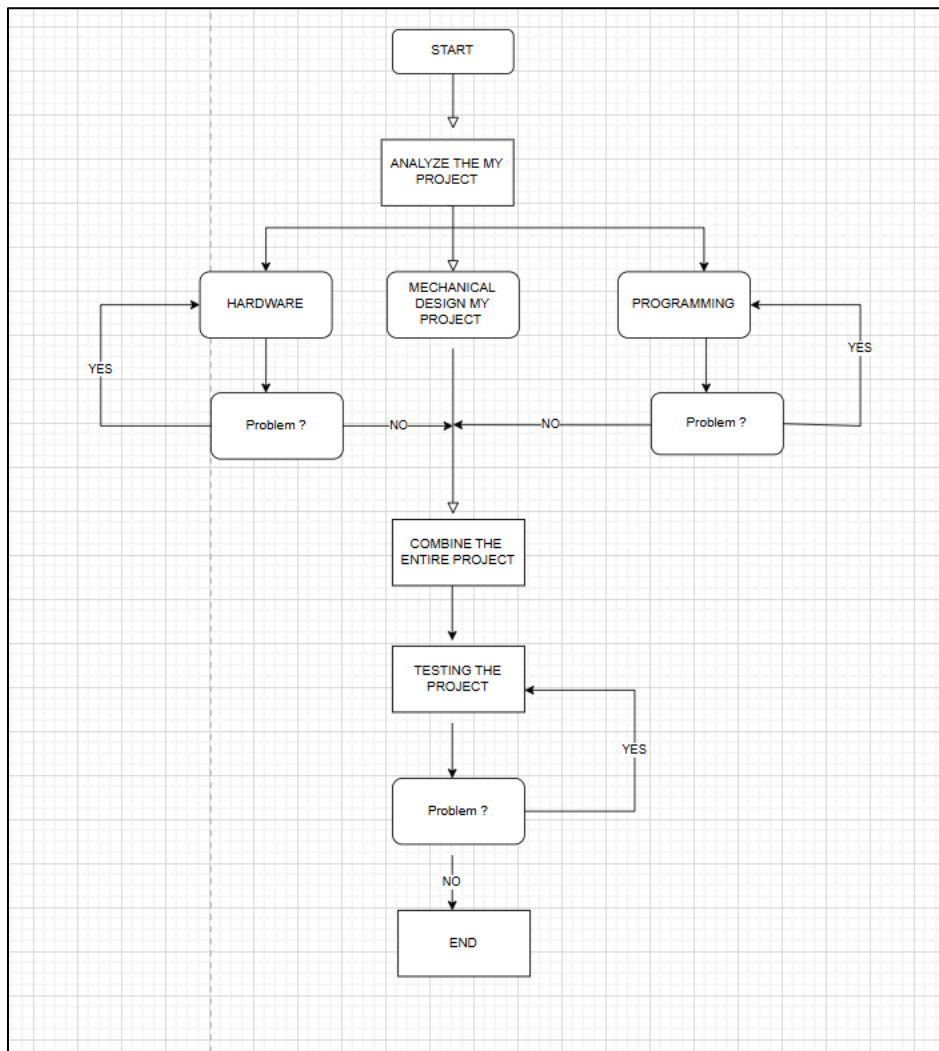 START
ANALYZE THE MY
PROJECT
HARDWARE
MECHANICAL
DESIGN MY
PROJECT
PROGRAMMING
YES
YES
Problem ?
NO
NO
Problem ?
COMBINE THE
ENTIRE PROJECT
TESTING THE
PROJECT
YES
Problem ?
NO
END